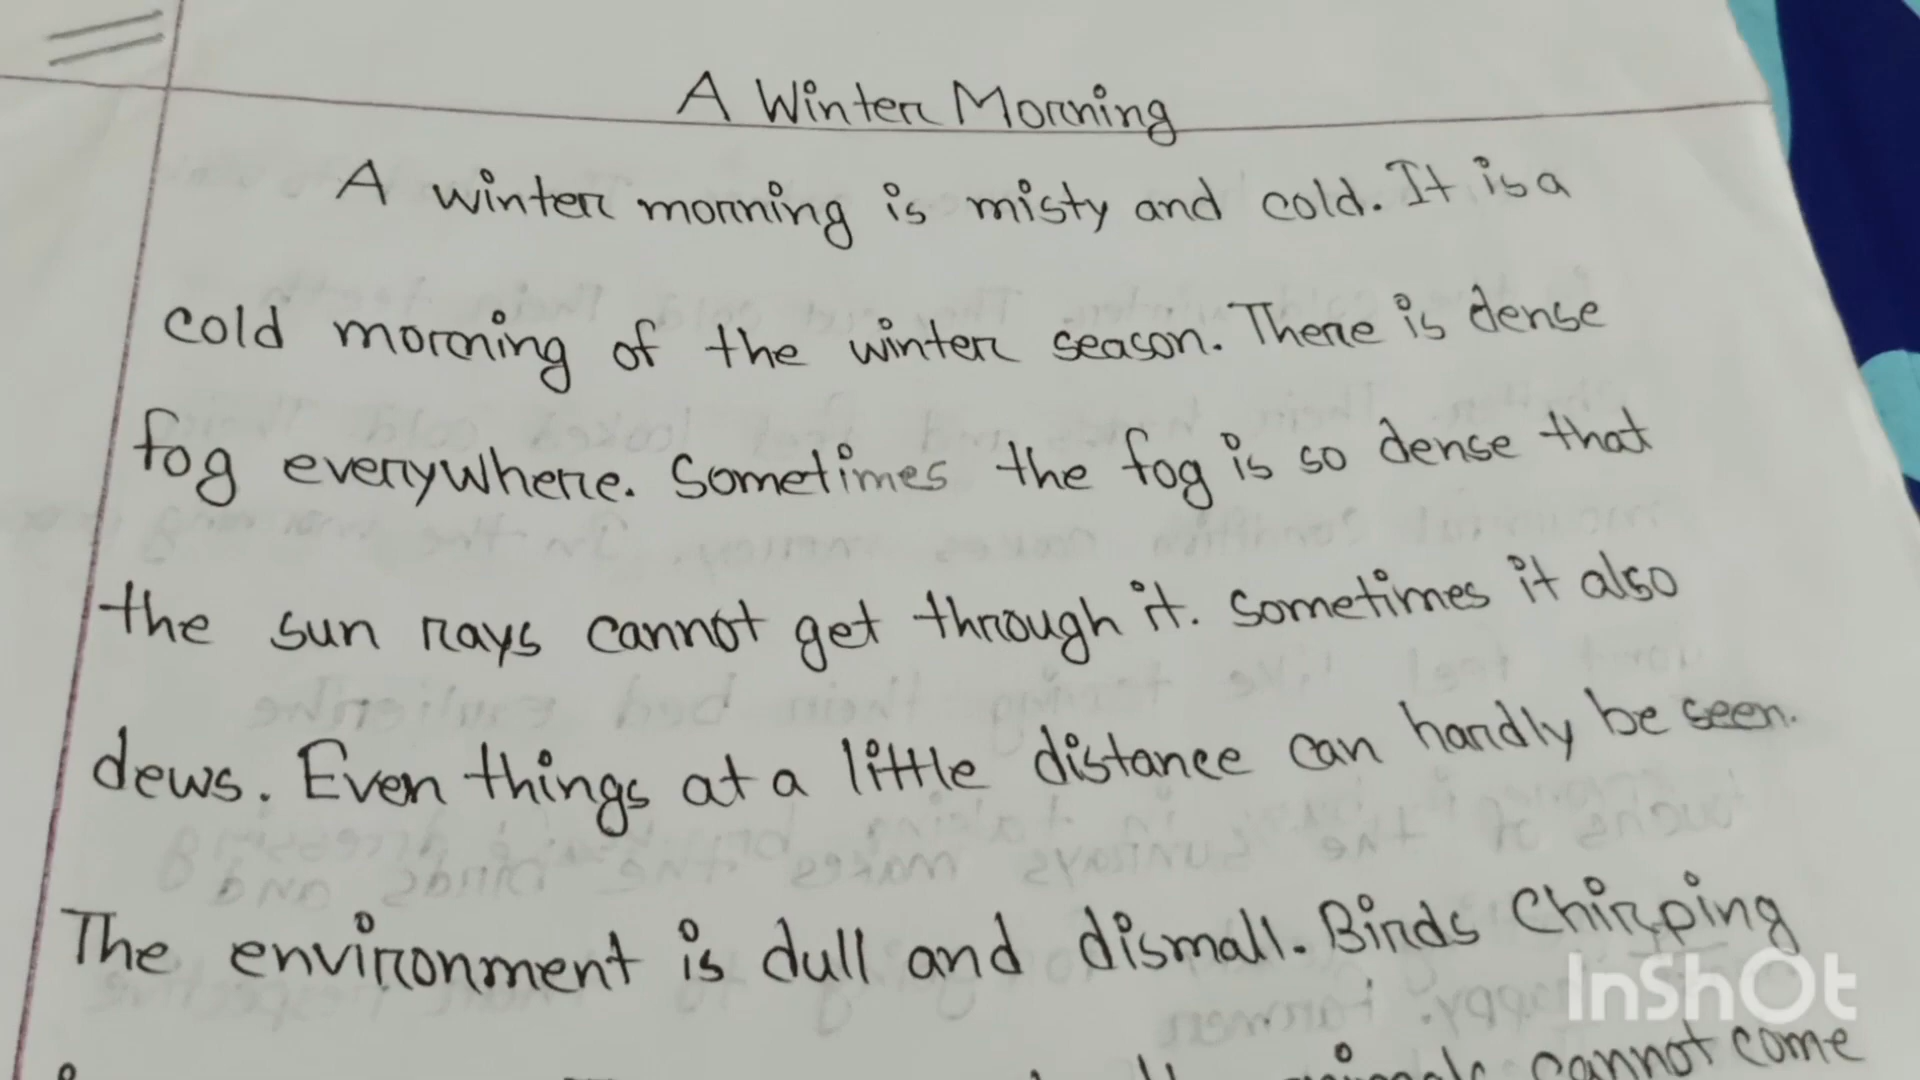 A Winter Morning
A winter morning is misty and cold. It is a
cold morning of the winter season. There is dense
fog everywhere. Sometimes the fog is so dense that
the sun rays cannot get through it. Sometimes it also
dews. Even things at a little distance can hardly be seen.
The environment is dull and dismall. Birds Chirping
InShOt
cannot come